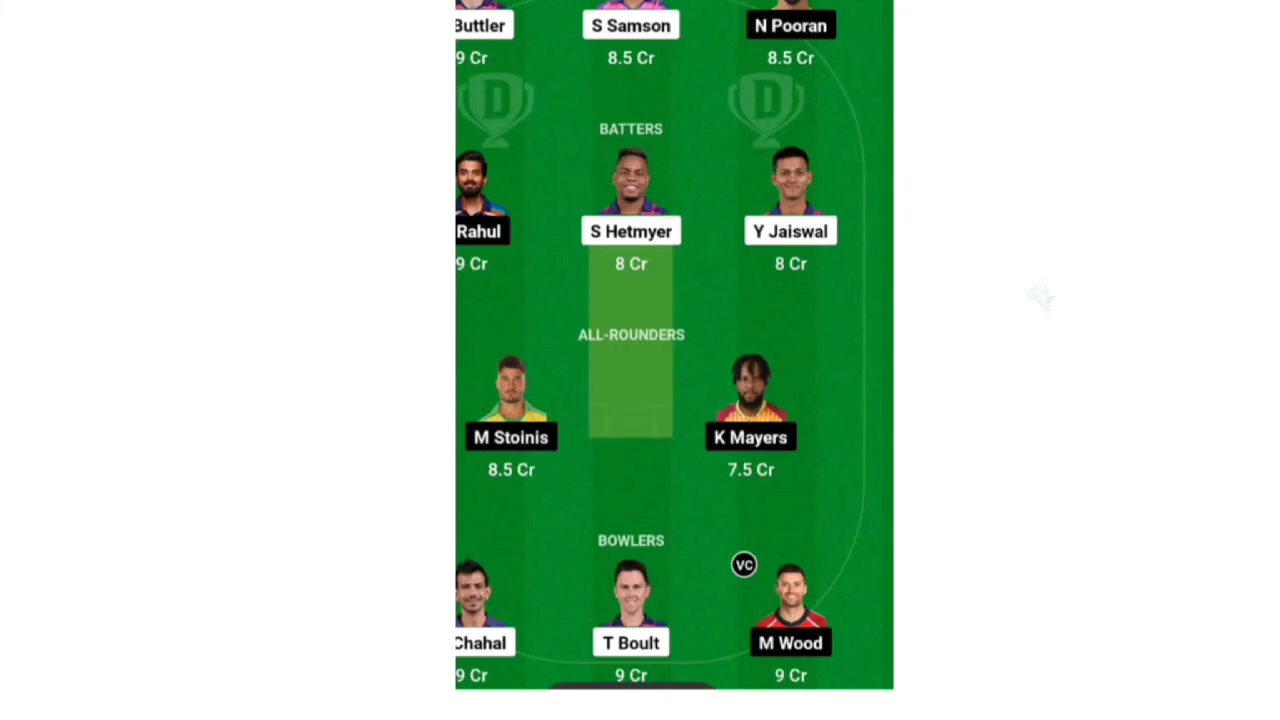 Buttler S Samson N Pooran
9 Cr 8.5 Cr 8.5 Cr
D D
BATTERS
Rahul S Hetmyer Y Jaiswal
9 Cr 8 Cr 8 Cr
ALL-ROUNDERS
M Stoinis K Mayers
8.5 Cr 7.5 Cr
BOWLERS
VC
Chahal T Boult M Wood
9 Cr 9 Cr 9 Cr